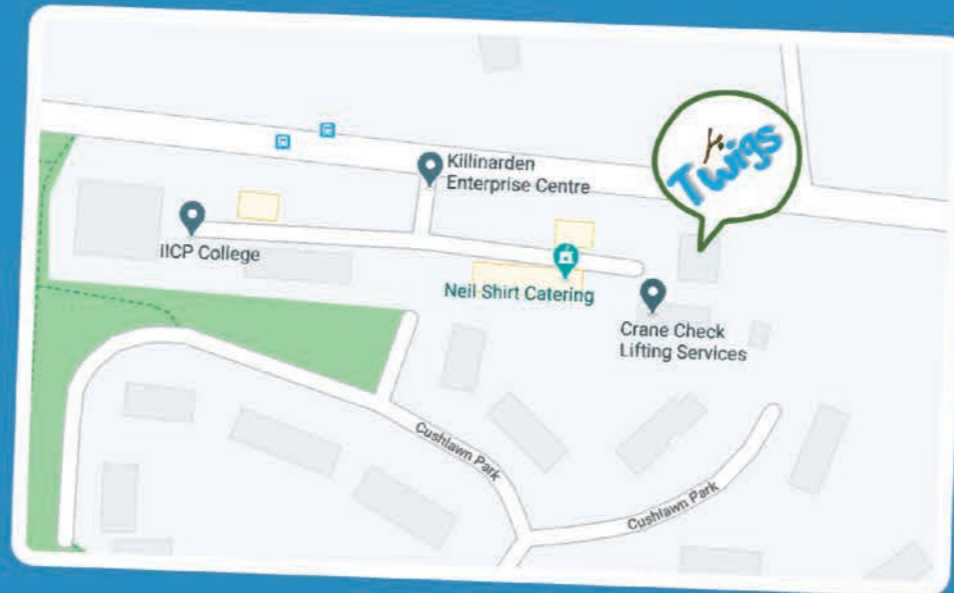 Twigs
Killinarden
Enterprise Centre
IICP College
Neil Shirt Catering
Crane Check
Lifting Services
Cushlawn Park
Cushlawn Park